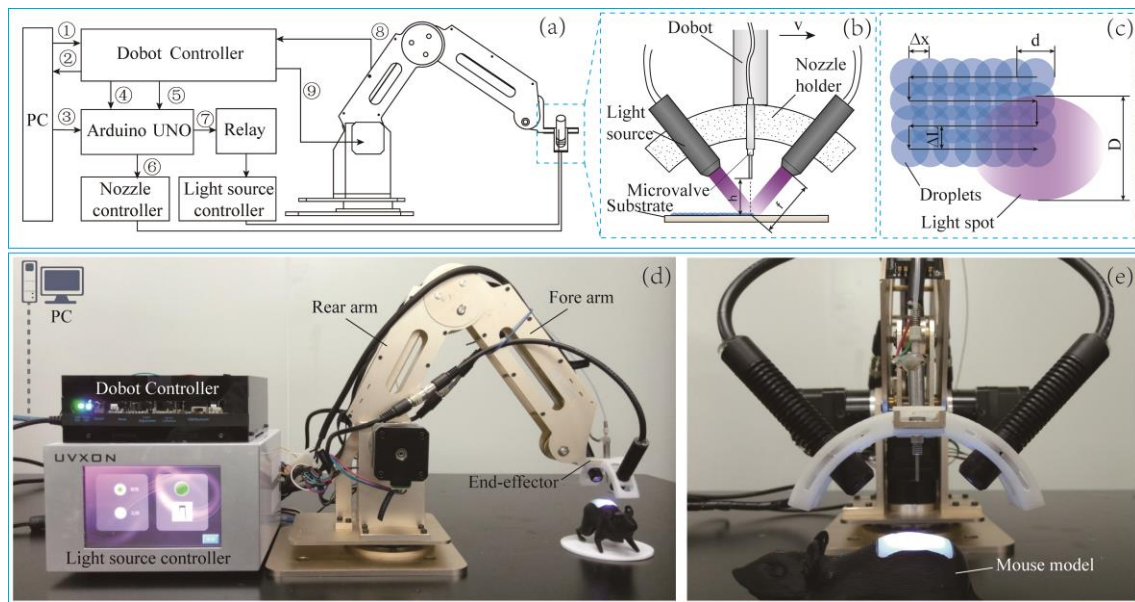 (a)
①
②
③
PC
Dobot Controller
⑧
④
⑤
⑨
Arduino UNO
⑦
Relay
⑥
Nozzle
controller
Light source
controller
(b)
v
Dobot
Nozzle
holder
Light
source
Microvalve
Substrate
h
f
(c)
Δx
d
ΔL
D
Droplets
Light spot
(d)
PC
Rear arm
Fore arm
Dobot Controller
UVXON
Light source controller
End-effector
(e)
Mouse model